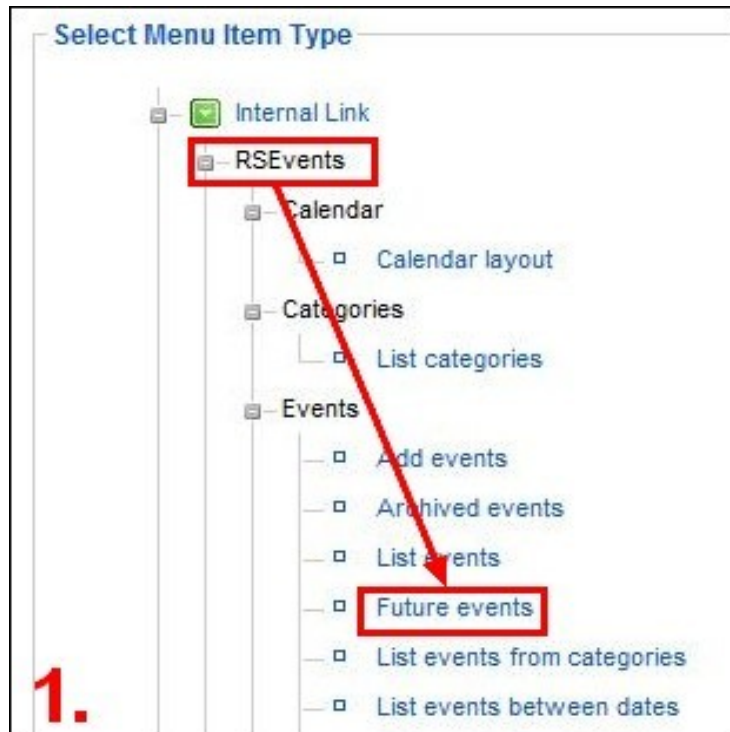 Select Menu Item Type
Internal Link
RSEvents
Calendar
Calendar layout
Categories
List categories
Events
Add events
Archived events
List events
Future events
List events from categories
List events between dates
1.